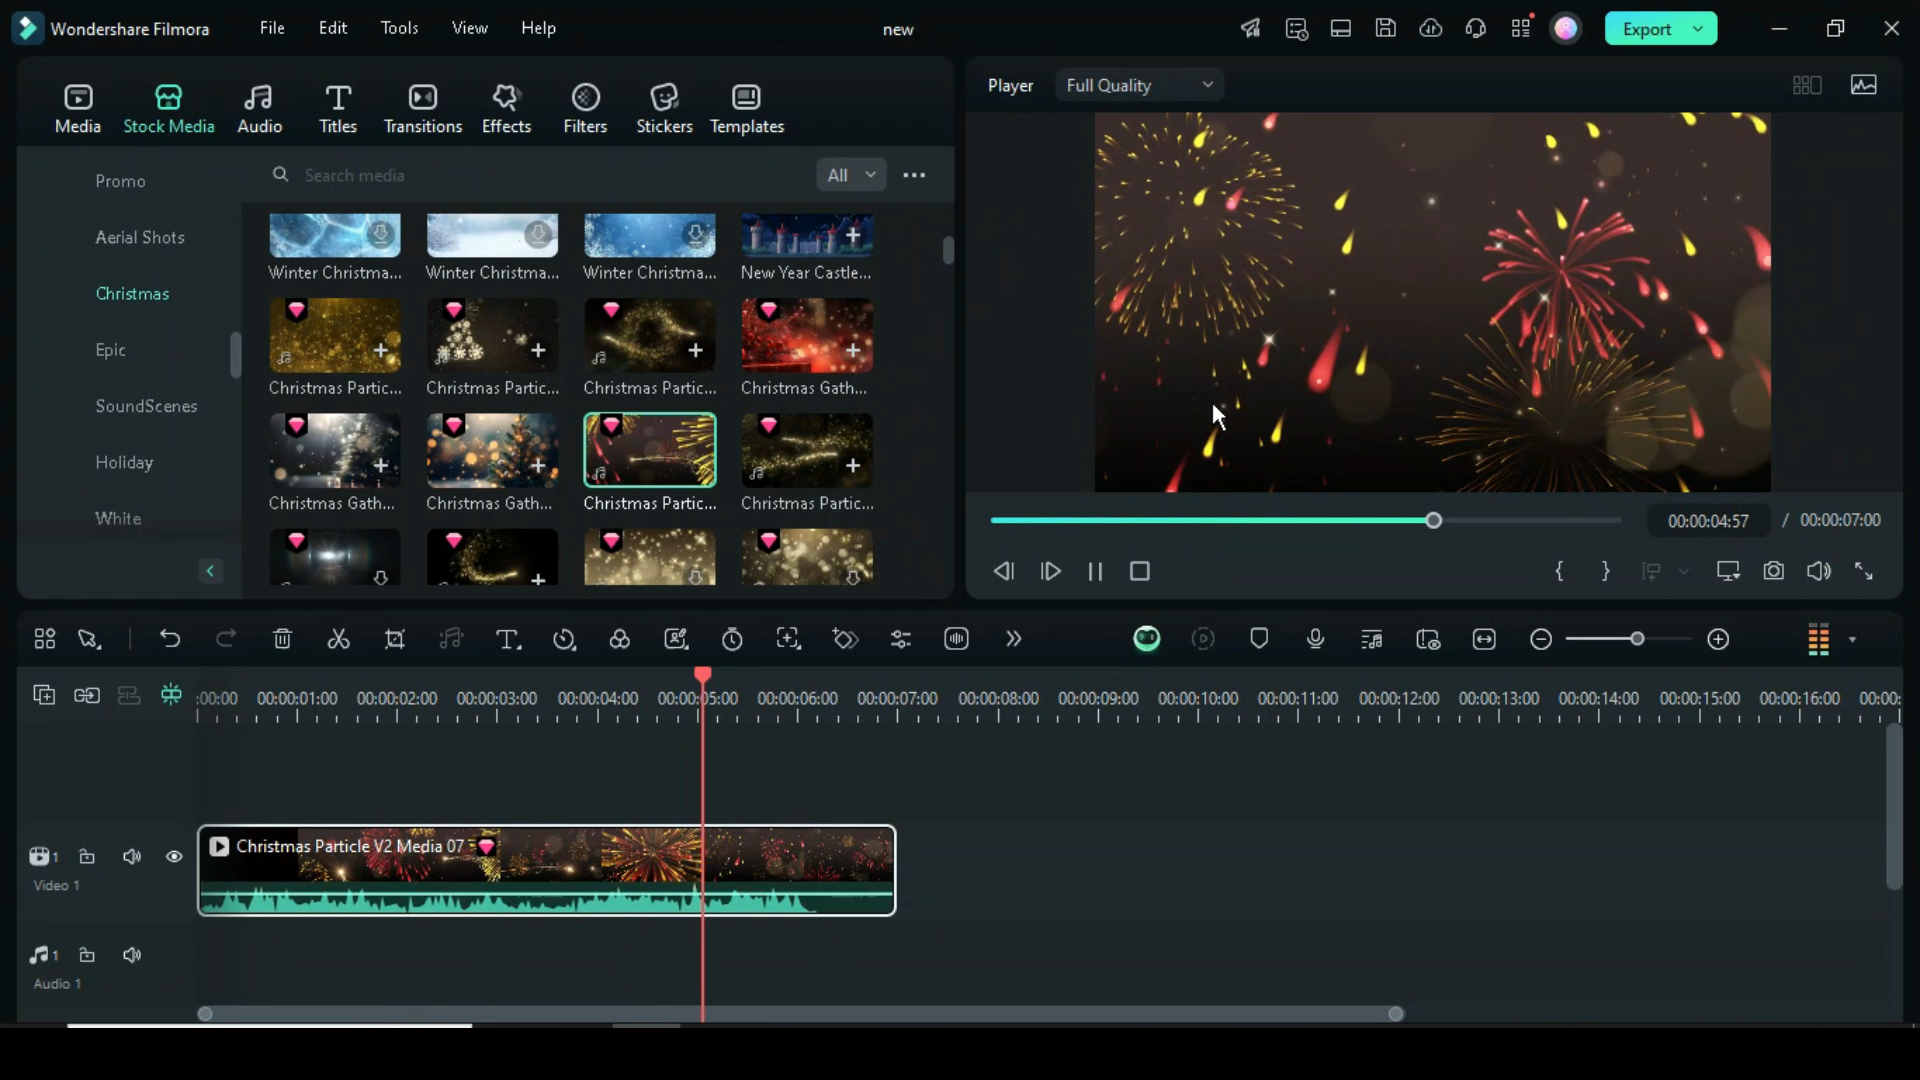 Wondershare Filmora
File
Edit
Tools
View
Help
new
Export
Media
Stock Media
Audio
Titles
Transitions
Effects
Filters
Stickers
Templates
Player
Full Quality
Promo
Aerial Shots
Christmas
Epic
SoundScenes
Holiday
White
Search media
All
Winter Christma...
Winter Christma...
Winter Christma...
New Year Castle...
Christmas Partic...
Christmas Partic...
Christmas Partic...
Christmas Gath...
Christmas Gath...
Christmas Gath...
Christmas Partic...
Christmas Partic...
00:00:04:57 / 00:00:07:00
:00:00 00:00:01:00 00:00:02:00 00:00:03:00 00:00:04:00 00:00:05:00 00:00:06:00 00:00:07:00 00:00:08:00 00:00:09:00 00:00:10:00 00:00:11:00 00:00:12:00 00:00:13:00 00:00:14:00 00:00:15:00 00:00:16:00 00:00:
Christmas Particle V2 Media 07
1
Video 1
1
Audio 1